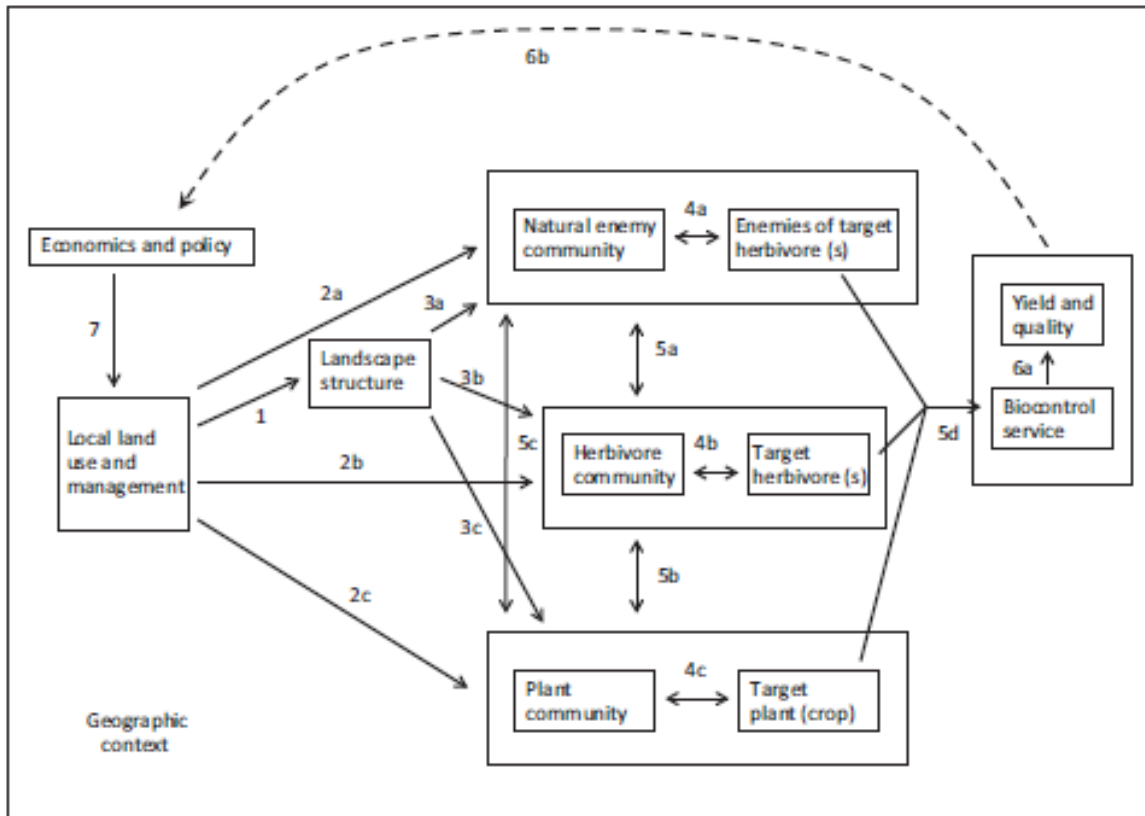 6b
Natural enemy
community
4a
Enemies of target
herbivore (s)
Economics and policy
2a
3a
Yield and
quality
7
5a
Landscape
structure
3b
6a
1
Biocontrol
service
Local land
use and
management
5c
Herbivore
community
4b
Target
herbivore (s)
5d
2b
3c
5b
2c
Plant
community
4c
Target
plant (crop)
Geographic
context